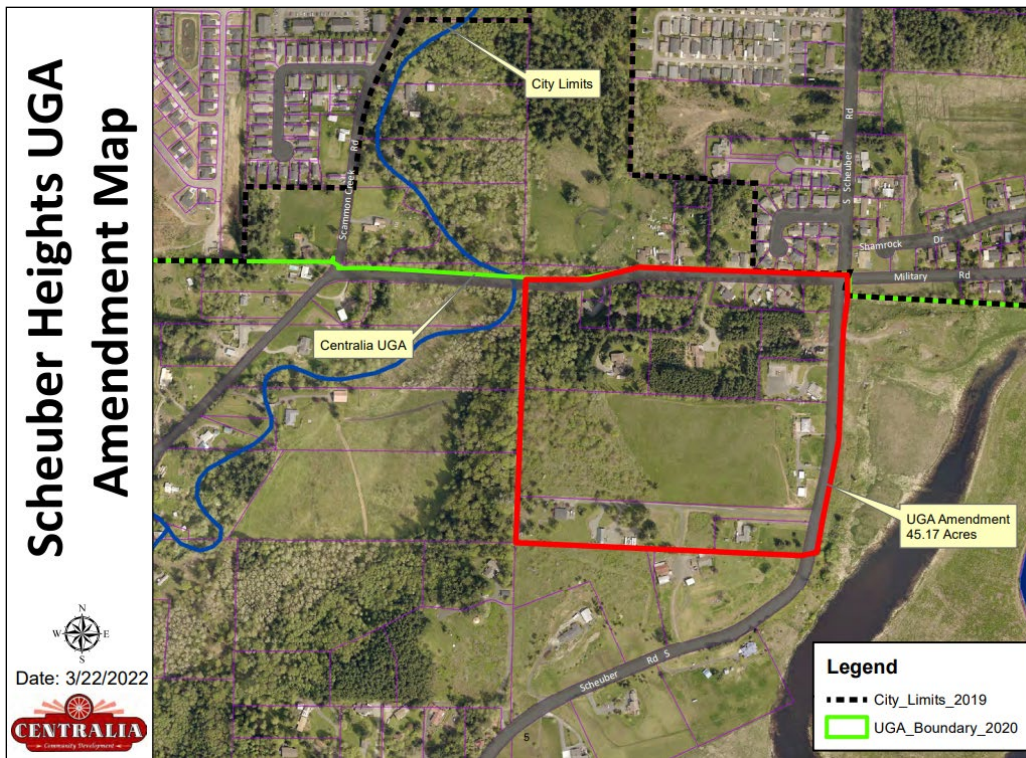 Scheuber Heights UGA
Amendment Map
N
W E
S
Date: 3/22/2022
CENTRALIA
Community Development
City Limits
Scammon Creek Rd
S Scheuber Rd
Shamrock Dr
Military Rd
Centralia UGA
UGA Amendment
45.17 Acres
Scheuber Rd S
5
Legend
City_Limits_2019
UGA_Boundary_2020